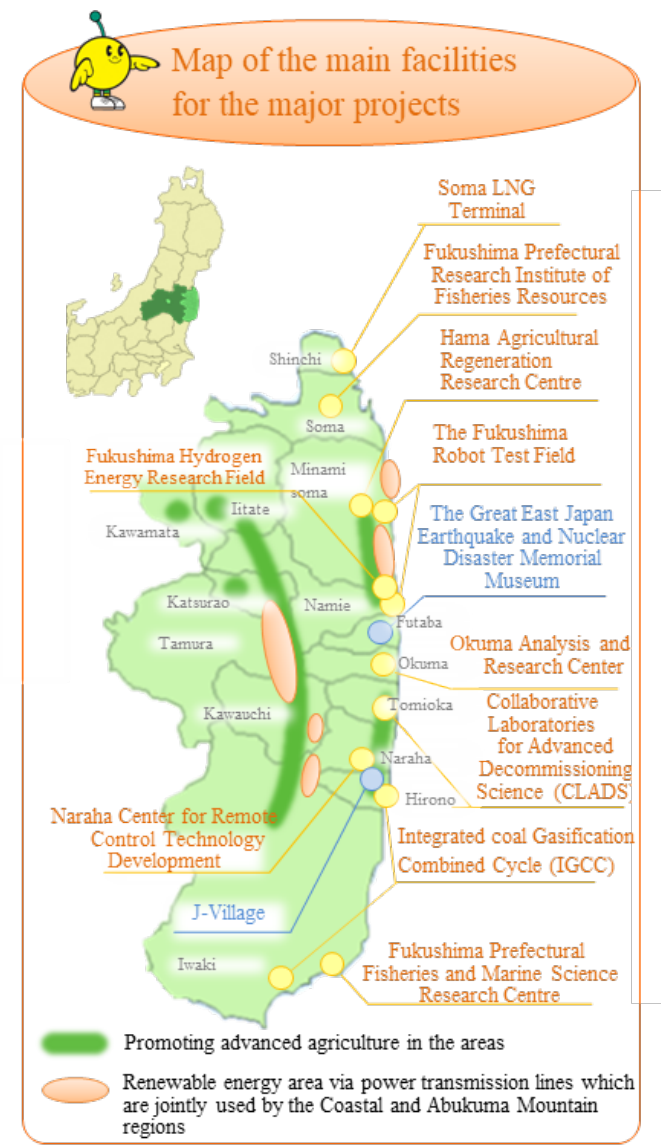 Map of the main facilities
for the major projects
Soma LNG
Terminal
Fukushima Prefectural
Research Institute of
Fisheries Resources
Hama Agricultural
Regeneration
Research Centre
Shinchi
Soma
The Fukushima
Robot Test Field
Fukushima Hydrogen
Energy Research Field
Minami
soma
Iitate
Kawamata
The Great East Japan
Earthquake and Nuclear
Disaster Memorial
Museum
Katsurao
Namie
Futaba
Tamura
Okuma Analysis and
Research Center
Okuma
Kawauchi
Tomioka
Collaborative
Laboratories
for Advanced
Decommissioning
Science (CLADS)
Naraha
Hirono
Naraha Center for Remote
Control Technology
Development
Integrated coal Gasification
Combined Cycle (IGCC)
J-Village
Iwaki
Fukushima Prefectural
Fisheries and Marine Science
Research Centre
Promoting advanced agriculture in the areas
Renewable energy area via power transmission lines which
are jointly used by the Coastal and Abukuma Mountain
regions